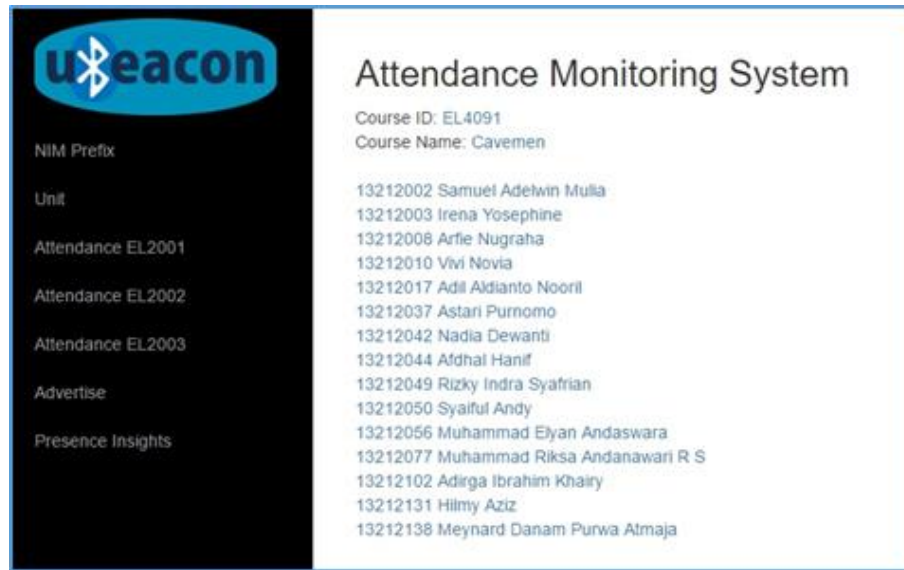 uBeacon
NIM Prefix
Unit
Attendance EL2001
Attendance EL2002
Attendance EL2003
Advertise
Presence Insights
Attendance Monitoring System
Course ID: EL4091
Course Name: Cavemen
13212002 Samuel Adelwin Mulia
13212003 Irena Yosephine
13212008 Arfie Nugraha
13212010 Vivi Novia
13212017 Adil Aldianto Nooril
13212037 Astari Purnomo
13212042 Nadia Dewanti
13212044 Afdhal Hanif
13212049 Rizky Indra Syafrian
13212050 Syaiful Andy
13212056 Muhammad Elyan Andaswara
13212077 Muhammad Riksa Andanawari R S
13212102 Adirga Ibrahim Khairy
13212131 Hilmy Aziz
13212138 Meynard Danam Purwa Atmaja